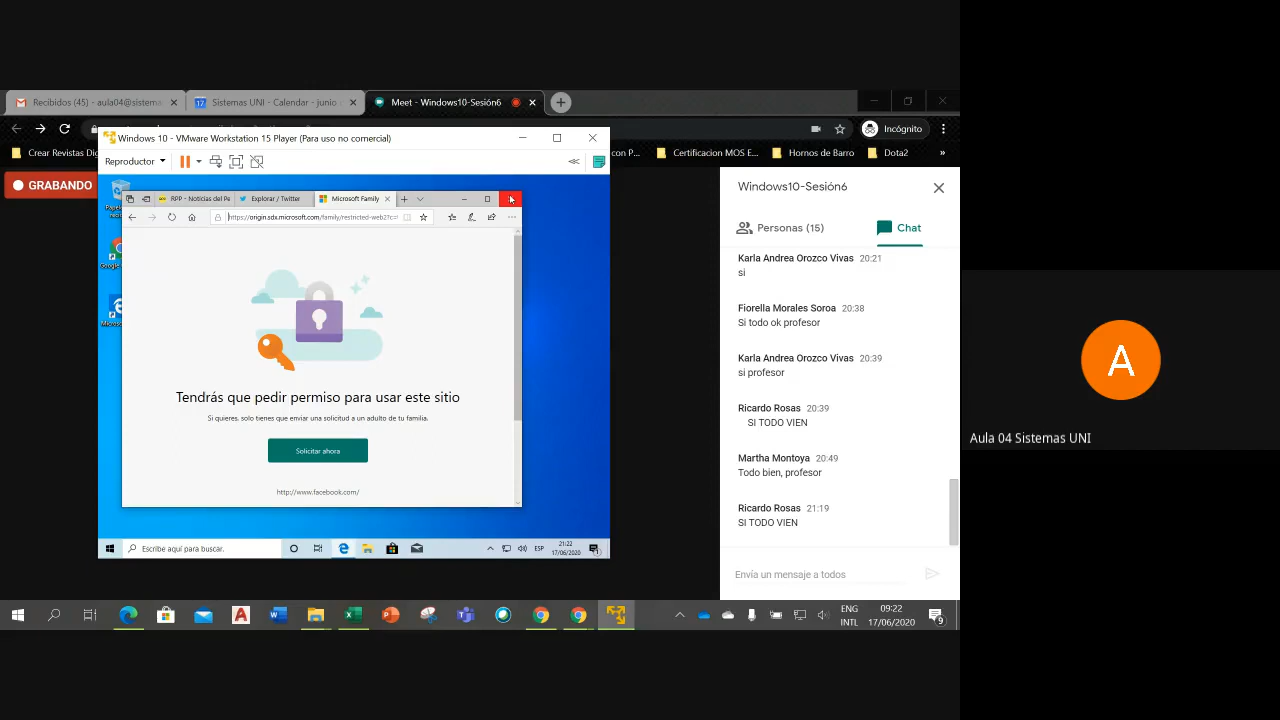 Recibidos (45) - aula04@sistema
Sistemas UNI - Calendar - junio
Meet - Windows10-Sesión6
Incógnito
Crear Revistas Dig
con P...
Certificacion MOS E...
Hornos de Barro
Dota2
»
GRABANDO
Windows 10 - VMware Workstation 15 Player (Para uso no comercial)
Reproductor
RPP - Noticias del Pe
Explorar / Twitter
Microsoft Family
https://origin.sdx.microsoft.com/family/restricted-web2?c=
Tendrás que pedir permiso para usar este sitio
Si quieres, solo tienes que enviar una solicitud a un adulto de tu familia.
Solicitar ahora
http://www.facebook.com/
Escribe aquí para buscar.
ESP
21:22
17/06/2020
Windows10-Sesión6
Personas (15)
Chat
Karla Andrea Orozco Vivas 20:21
si
Fiorella Morales Soroa 20:38
Si todo ok profesor
Karla Andrea Orozco Vivas 20:39
si profesor
Ricardo Rosas 20:39
SI TODO VIEN
Martha Montoya 20:49
Todo bien, profesor
Ricardo Rosas 21:19
SI TODO VIEN
Envía un mensaje a todos
ENG
INTL
09:22
17/06/2020
9
A
Aula 04 Sistemas UNI